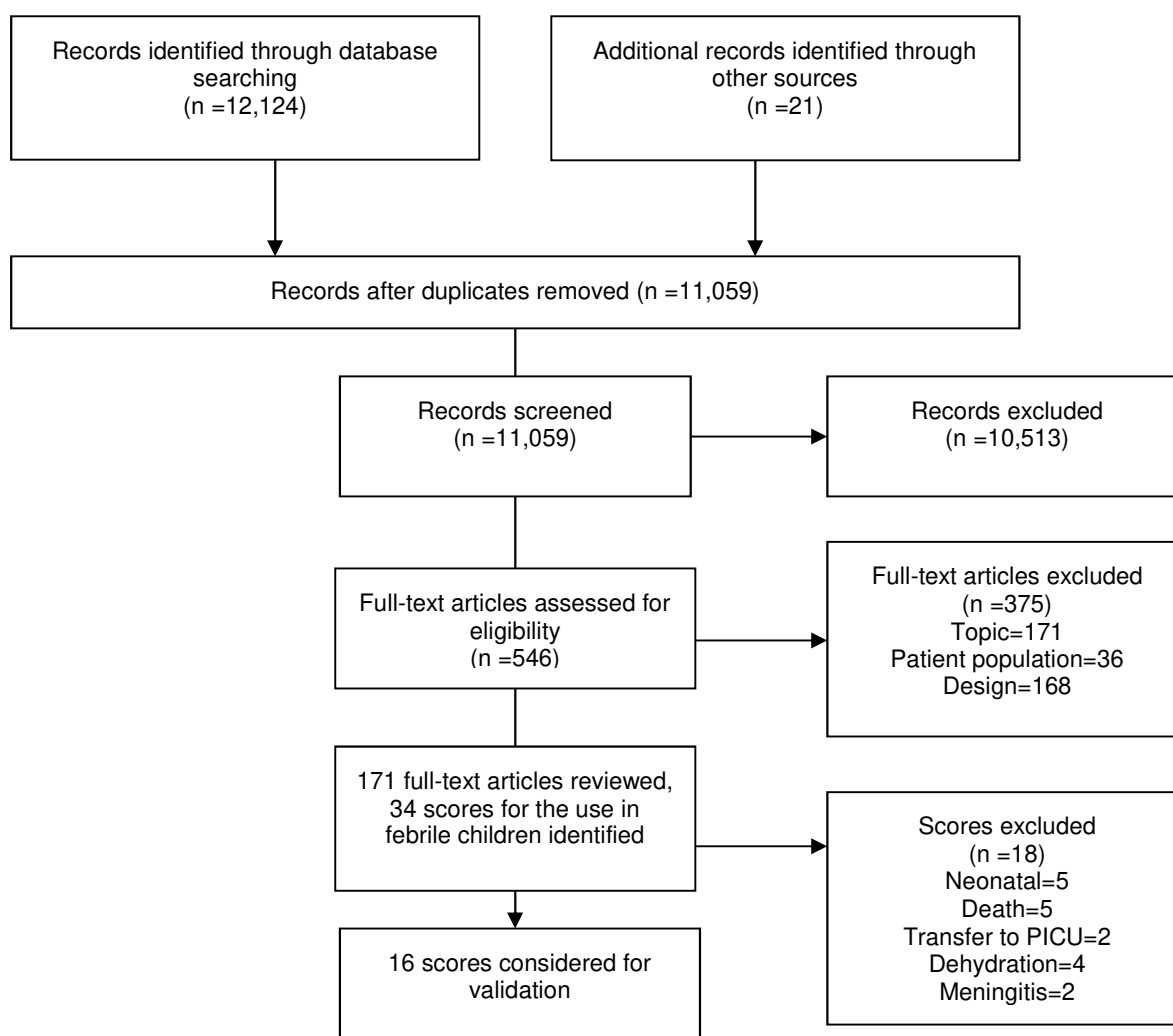 Records identified through database
searching
(n =12,124)
Additional records identified through
other sources
(n =21)
Records after duplicates removed (n =11,059)
Records screened
(n =11,059)
Records excluded
(n =10,513)
Full-text articles assessed for
eligibility
(n =546)
Full-text articles excluded
(n =375)
Topic=171
Patient population=36
Design=168
171 full-text articles reviewed,
34 scores for the use in
febrile children identified
Scores excluded
(n =18)
Neonatal=5
Death=5
Transfer to PICU=2
Dehydration=4
Meningitis=2
16 scores considered for
validation